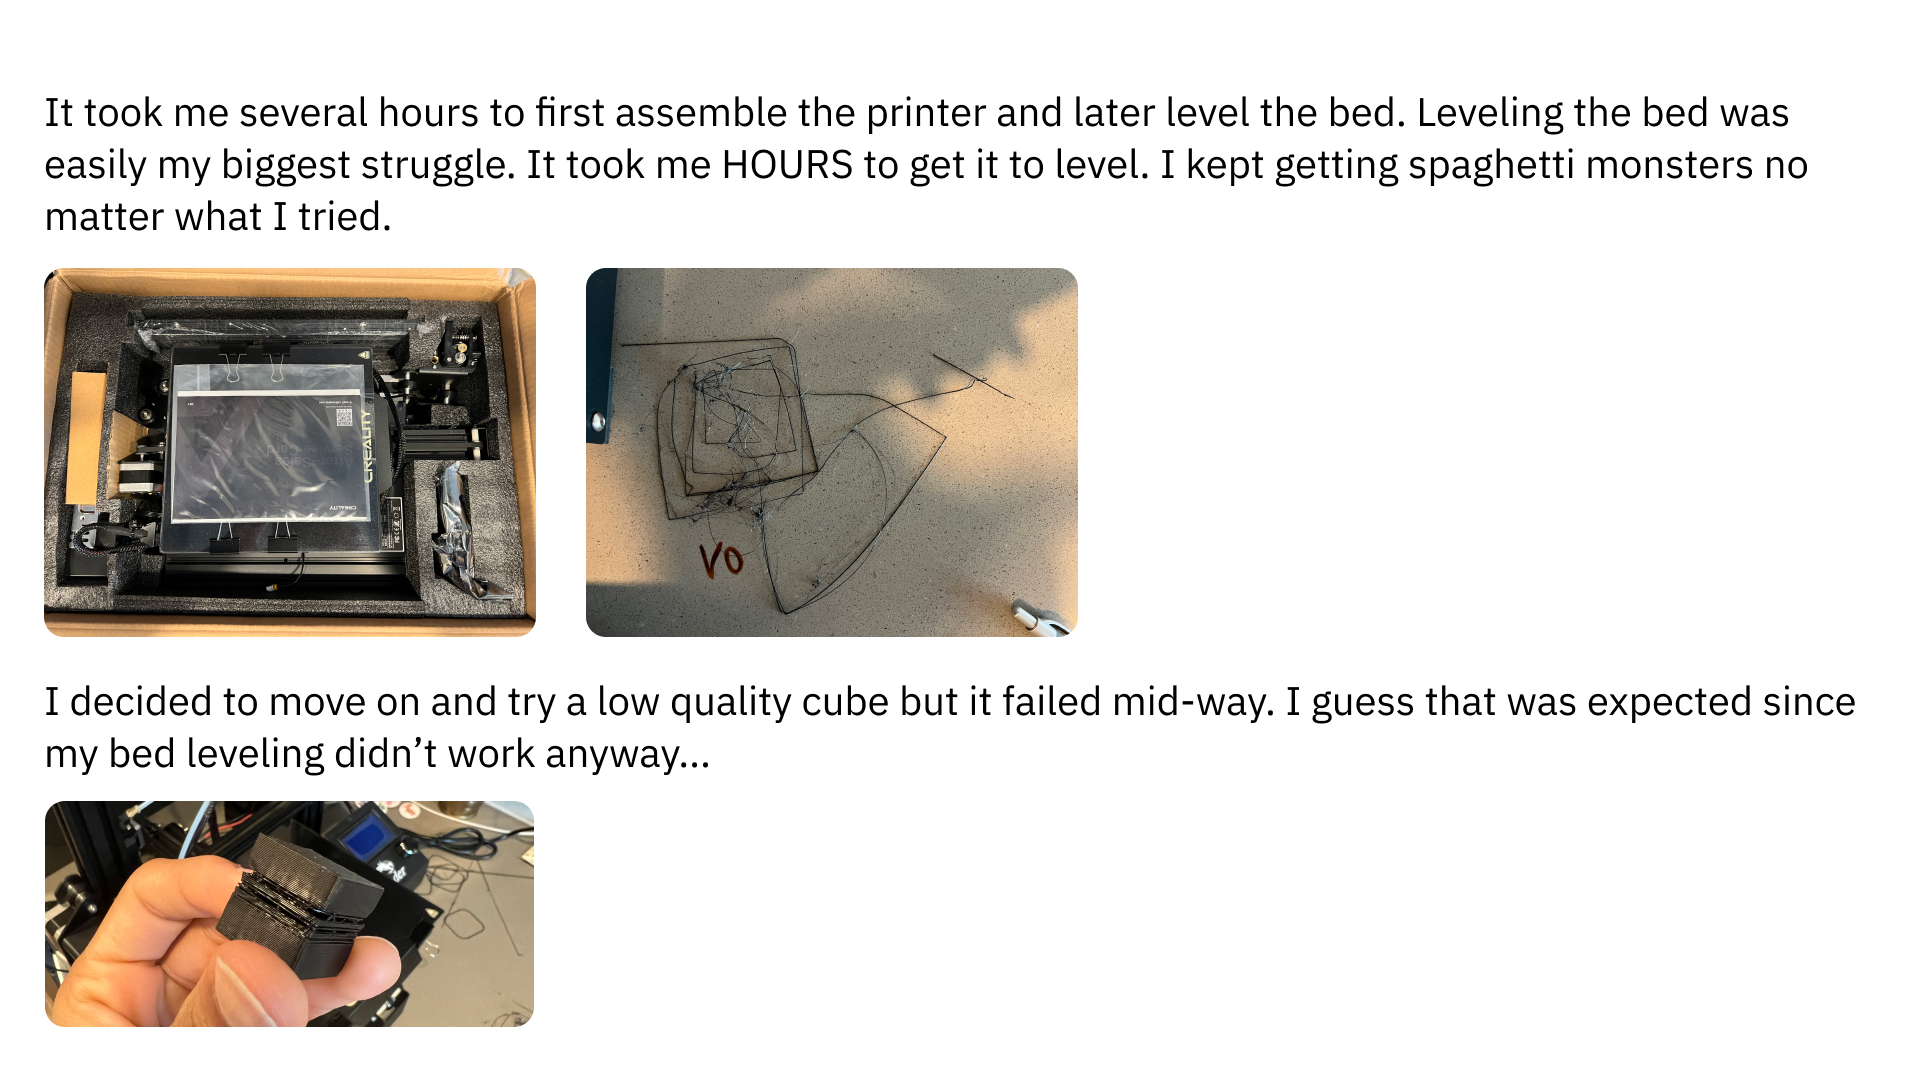 It took me several hours to first assemble the printer and later level the bed. Leveling the bed was
easily my biggest struggle. It took me HOURS to get it to level. I kept getting spaghetti monsters no
matter what I tried.
CREALITY
CREALITY
VO
I decided to move on and try a low quality cube but it failed mid-way. I guess that was expected since
my bed leveling didn’t work anyway...
der